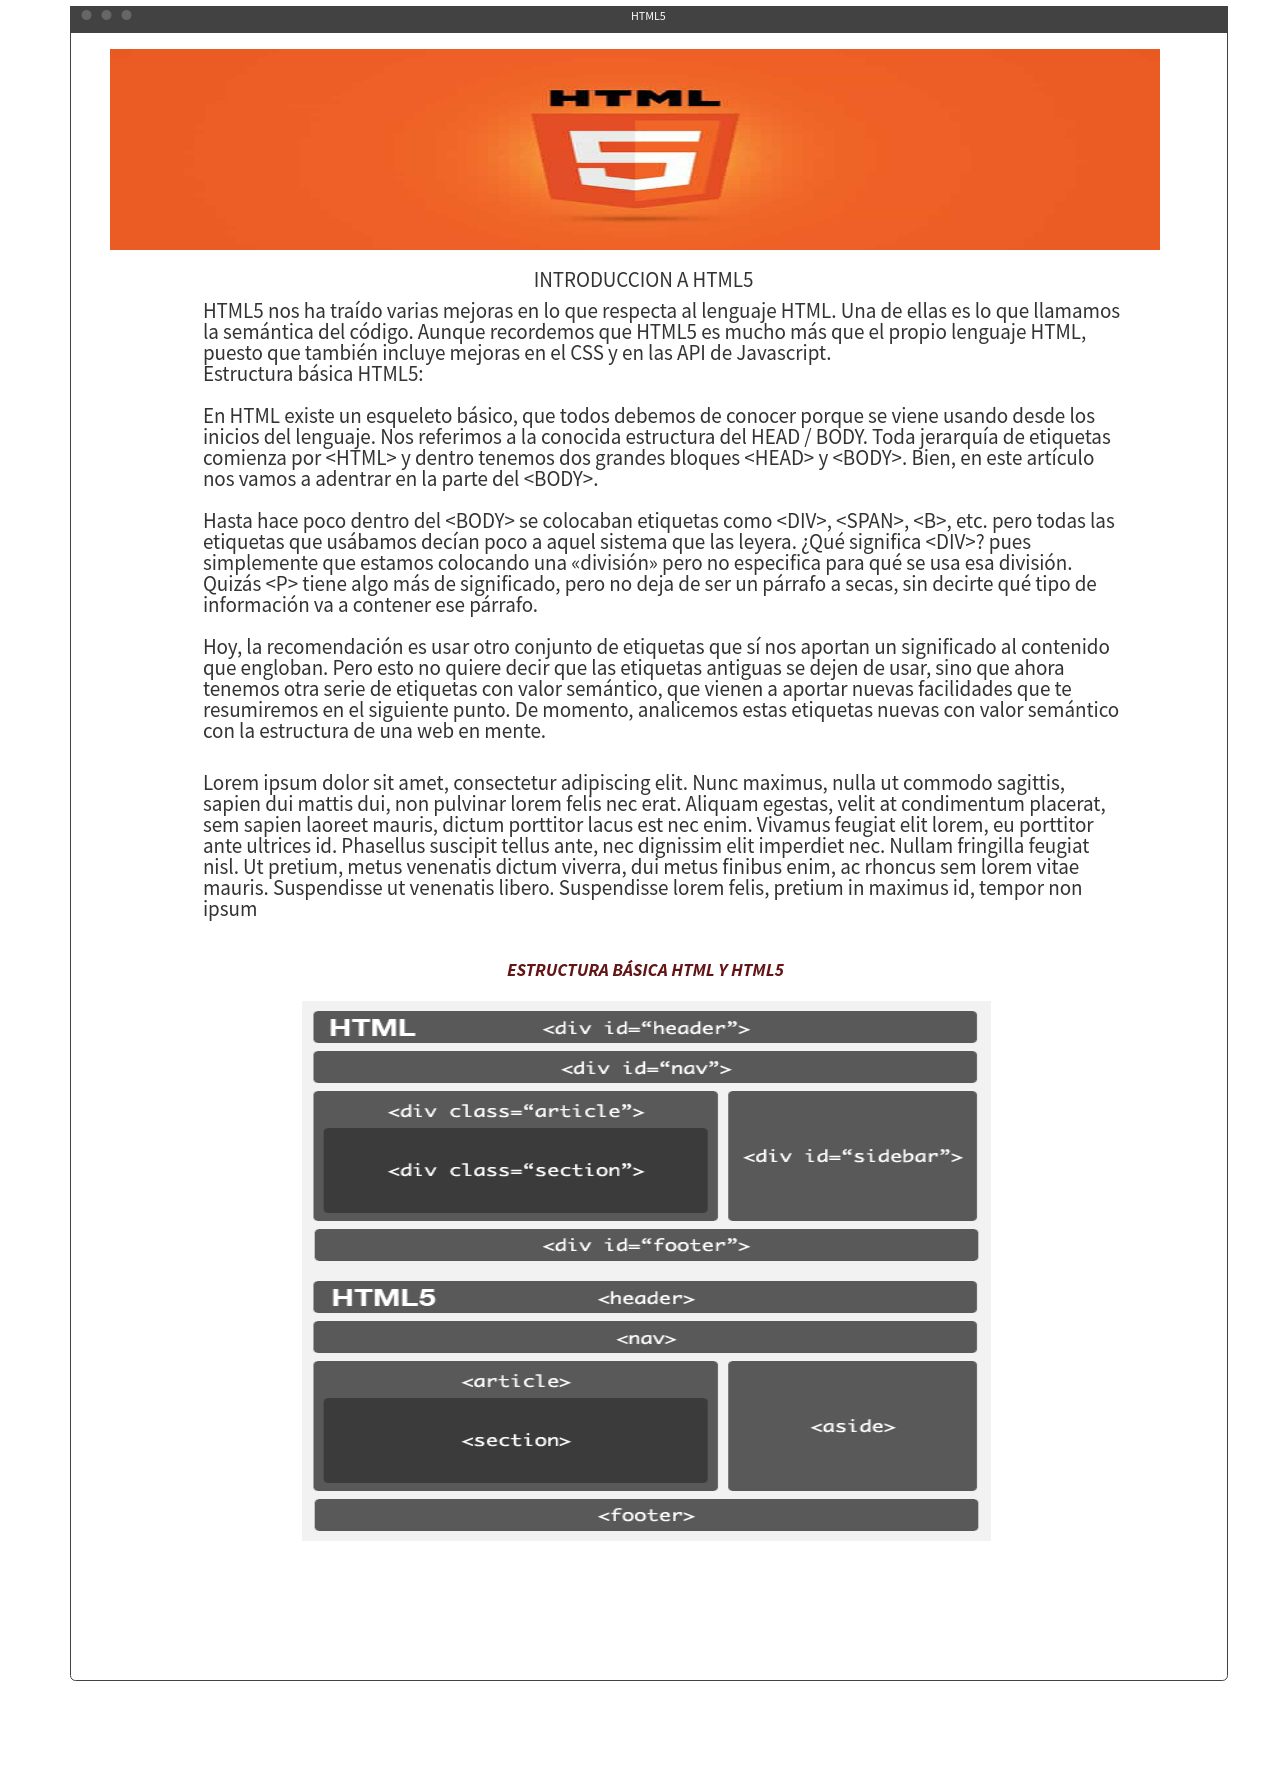 HTML5
HTML
5
INTRODUCCION A HTML5
HTML5 nos ha traído varias mejoras en lo que respecta al lenguaje HTML. Una de ellas es lo que llamamos
la semántica del código. Aunque recordemos que HTML5 es mucho más que el propio lenguaje HTML,
puesto que también incluye mejoras en el CSS y en las API de Javascript.
Estructura básica HTML5:
En HTML existe un esqueleto básico, que todos debemos de conocer porque se viene usando desde los
inicios del lenguaje. Nos referimos a la conocida estructura del HEAD / BODY. Toda jerarquía de etiquetas
comienza por <HTML> y dentro tenemos dos grandes bloques <HEAD> y <BODY>. Bien, en este artículo
nos vamos a adentrar en la parte del <BODY>.
Hasta hace poco dentro del <BODY> se colocaban etiquetas como <DIV>, <SPAN>, <B>, etc. pero todas las
etiquetas que usábamos decían poco a aquel sistema que las leyera. ¿Qué significa <DIV>? pues
simplemente que estamos colocando una «división» pero no especifica para qué se usa esa división.
Quizás <P> tiene algo más de significado, pero no deja de ser un párrafo a secas, sin decirte qué tipo de
información va a contener ese párrafo.
Hoy, la recomendación es usar otro conjunto de etiquetas que sí nos aportan un significado al contenido
que engloban. Pero esto no quiere decir que las etiquetas antiguas se dejen de usar, sino que ahora
tenemos otra serie de etiquetas con valor semántico, que vienen a aportar nuevas facilidades que te
resumiremos en el siguiente punto. De momento, analicemos estas etiquetas nuevas con valor semántico
con la estructura de una web en mente.
Lorem ipsum dolor sit amet, consectetur adipiscing elit. Nunc maximus, nulla ut commodo sagittis,
sapien dui mattis dui, non pulvinar lorem felis nec erat. Aliquam egestas, velit at condimentum placerat,
sem sapien laoreet mauris, dictum porttitor lacus est nec enim. Vivamus feugiat elit lorem, eu porttitor
ante ultrices id. Phasellus suscipit tellus ante, nec dignissim elit imperdiet nec. Nullam fringilla feugiat
nisl. Ut pretium, metus venenatis dictum viverra, dui metus finibus enim, ac rhoncus sem lorem vitae
mauris. Suspendisse ut venenatis libero. Suspendisse lorem felis, pretium in maximus id, tempor non
ipsum
ESTRUCTURA BÁSICA HTML Y HTML5
HTML <div id=“header”>
<div id=“nav”>
<div class=“article”>
<div class=“section”>
<div id=“sidebar”>
<div id=“footer”>
HTML5 <header>
<nav>
<article>
<section>
<aside>
<footer>